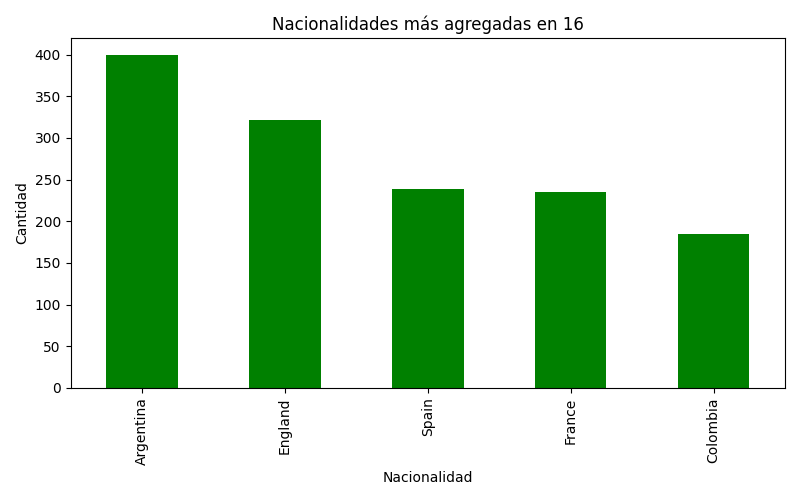 Nacionalidades más agregadas en 16
400
350
300
250
200
150
100
50
0
Cantidad
Argentina
England
Spain
France
Colombia
Nacionalidad